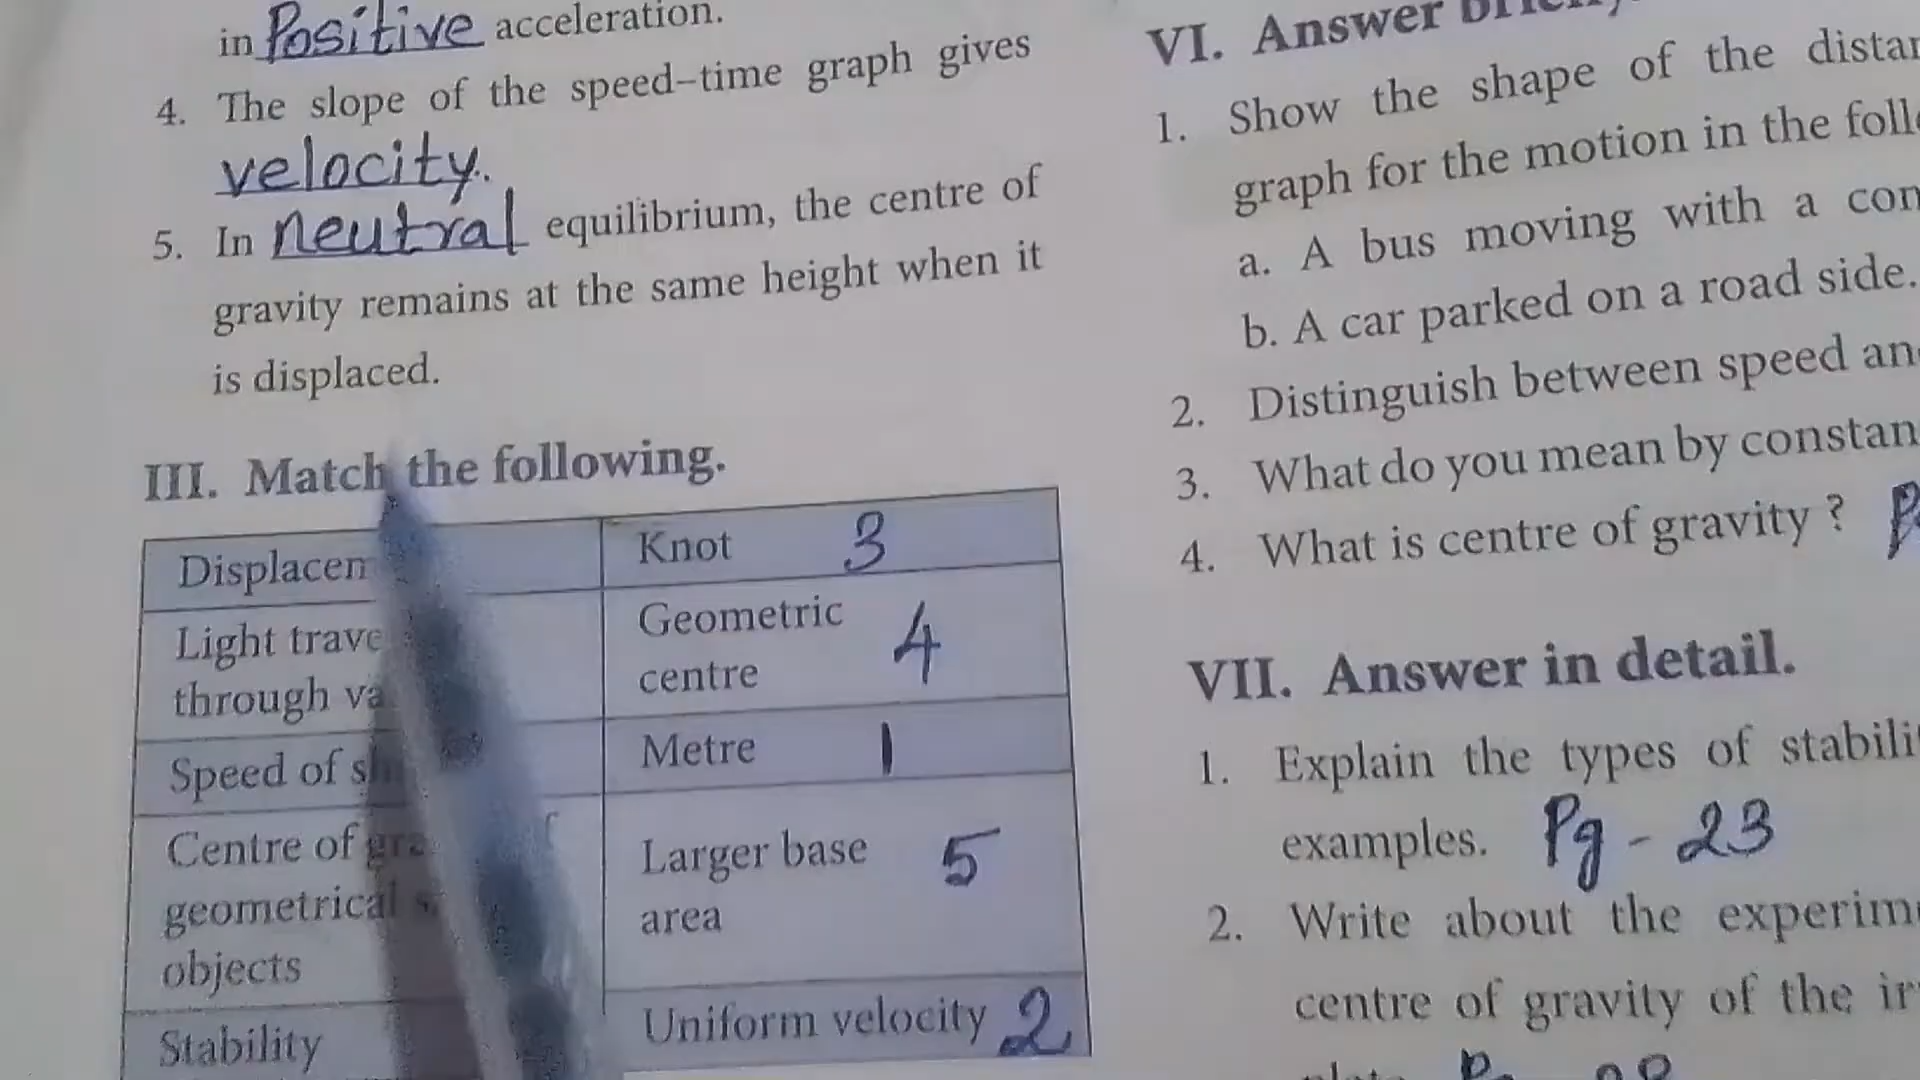 in Positive acceleration.
4. The slope of the speed–time graph gives
velocity.
5. In neutral equilibrium, the centre of
gravity remains at the same height when it
is displaced.
III. Match the following.
Knot 3
Light
through
Geometric
centre 4
Speed of
Metre 1
Centre of
geometrical
objects
Larger base
area 5
Stability
Uniform velocity 2
VI. Answer
1. Show the shape of the
graph for the motion in the
a. A bus moving with a
b. A car parked on a road side.
2. Distinguish between speed
3. What do you mean by
4. What is centre of gravity ?
VII. Answer in detail.
1. Explain the types of
examples. Pg - 23
2. Write about the
centre of gravity of the